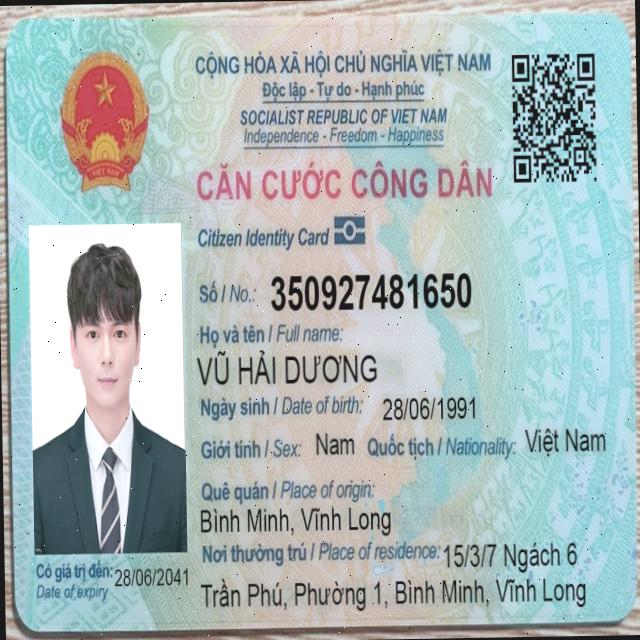 CỘNG HÒA XÃ HỘI CHỦ NGHĨA VIỆT NAM
Độc lập - Tự do - Hạnh phúc
SOCIALIST REPUBLIC OF VIET NAM
Independence - Freedom - Happiness
CĂN CƯỚC CÔNG DÂN
Citizen Identity Card
Số / No.: 350927481650
Họ và tên / Full name:
VŨ HẢI DƯƠNG
Ngày sinh / Date of birth: 28/06/1991
Giới tính / Sex: Nam Quốc tịch / Nationality: Việt Nam
Quê quán / Place of origin:
Bình Minh, Vĩnh Long
Nơi thường trú / Place of residence: 15/3/7 Ngách 6
Trần Phú, Phường 1, Bình Minh, Vĩnh Long
Có giá trị đến: 28/06/2041
Date of expiry
VIỆT NAM